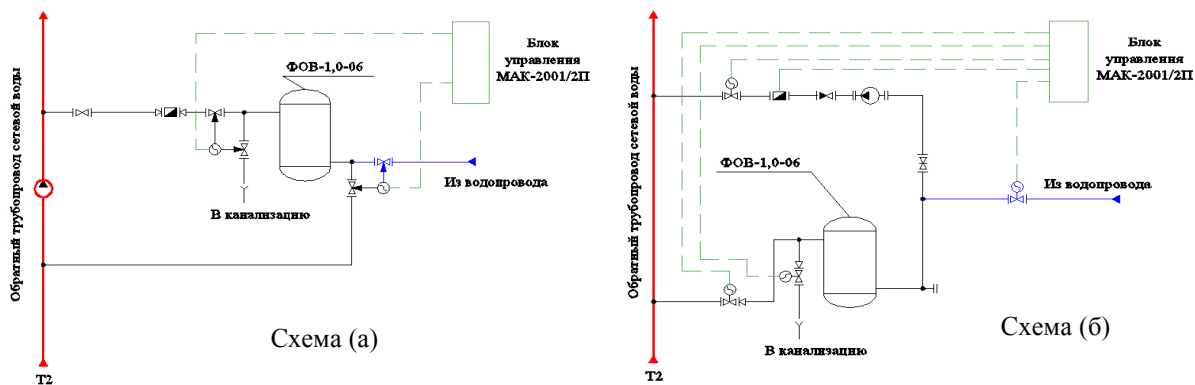 Обратный трубопровод сетевой воды
ФОВ-1,0-06
Блок
управления
МАК-2001/2П
Из водопровода
В канализацию
Схема (а)
Т2
Обратный трубопровод сетевой воды
Блок
управления
МАК-2001/2П
ФОВ-1,0-06
Из водопровода
В канализацию
Схема (б)
Т2